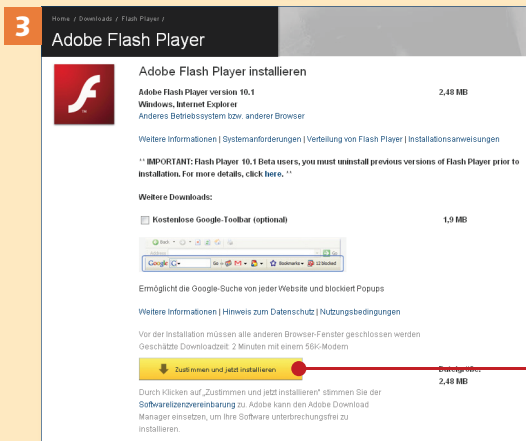 3
Home / Downloads / Flash Player /
Adobe Flash Player
Adobe Flash Player installieren
Adobe Flash Player version 10.1 2,48 MB
Windows, Internet Explorer
Anderes Betriebssystem bzw. anderer Browser
Weitere Informationen | Systemanforderungen | Verteilung von Flash Player | Installationsanweisungen
** IMPORTANT: Flash Player 10.1 Beta users, you must uninstall previous versions of Flash Player prior to
installation. For more details, click here. **
Weitere Downloads:
Kostenlose Google-Toolbar (optional) 1,9 MB
Back
Address Go
Google G Go M Bookmarks 12 blocked
Ermöglicht die Google-Suche von jeder Website und blockiert Popups
Weitere Informationen | Hinweis zum Datenschutz | Nutzungsbedingungen
Vor der Installation müssen alle anderen Browser-Fenster geschlossen werden
Geschätzte Downloadzeit: 2 Minuten mit einem 56K-Modem
Zustimmen und jetzt installieren Dateigröße:
2,48 MB
Durch Klicken auf „Zustimmen und jetzt installieren" stimmen Sie der
Softwarelizenzvereinbarung zu. Adobe kann den Adobe Download
Manager einsetzen, um Ihre Software unterbrechungsfrei zu
installieren.